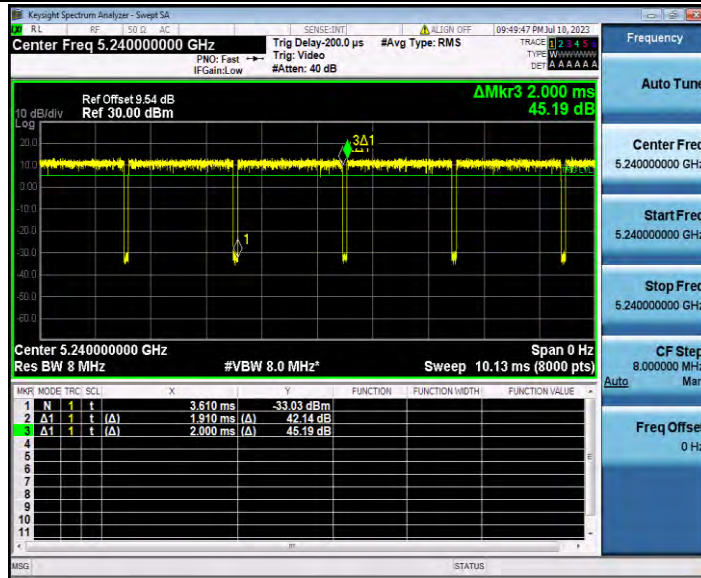 Keysight Spectrum Analyzer - Swept SA
RL RF 50 Ω AC SENSE:INT ALIGN OFF 09:49:47 PM Jul 10, 2023
Center Freq 5.240000000 GHz
PNO: Fast
IFGain:Low
Trig Delay-200.0 µs
Trig: Video
#Atten: 40 dB
#Avg Type: RMS
TRACE 1 2 3 4 5 6
TYPE W
DET A A A A A A
ΔMkr3 2.000 ms
45.19 dB
Ref Offset 9.54 dB
10 dB/div Ref 30.00 dBm
Log
20.0
3Δ1
10.0
0.00
-10.0
-20.0
1
-30.0
-40.0
-50.0
-60.0
Center 5.240000000 GHz Span 0 Hz
Res BW 8 MHz #VBW 8.0 MHz* Sweep 10.13 ms (8000 pts)
MKR MODE TRC SCL X Y FUNCTION FUNCTION WIDTH FUNCTION VALUE
1 N 1 t 3.610 ms -33.03 dBm
2 Δ1 1 t (Δ) 1.910 ms (Δ) 42.14 dB
3 Δ1 1 t (Δ) 2.000 ms (Δ) 45.19 dB
4
5
6
7
8
9
10
11
MSG STATUS
Frequency
Auto Tune
Center Freq
5.240000000 GHz
Start Freq
5.240000000 GHz
Stop Freq
5.240000000 GHz
CF Step
8.000000 MHz
Auto Man
Freq Offset
0 Hz